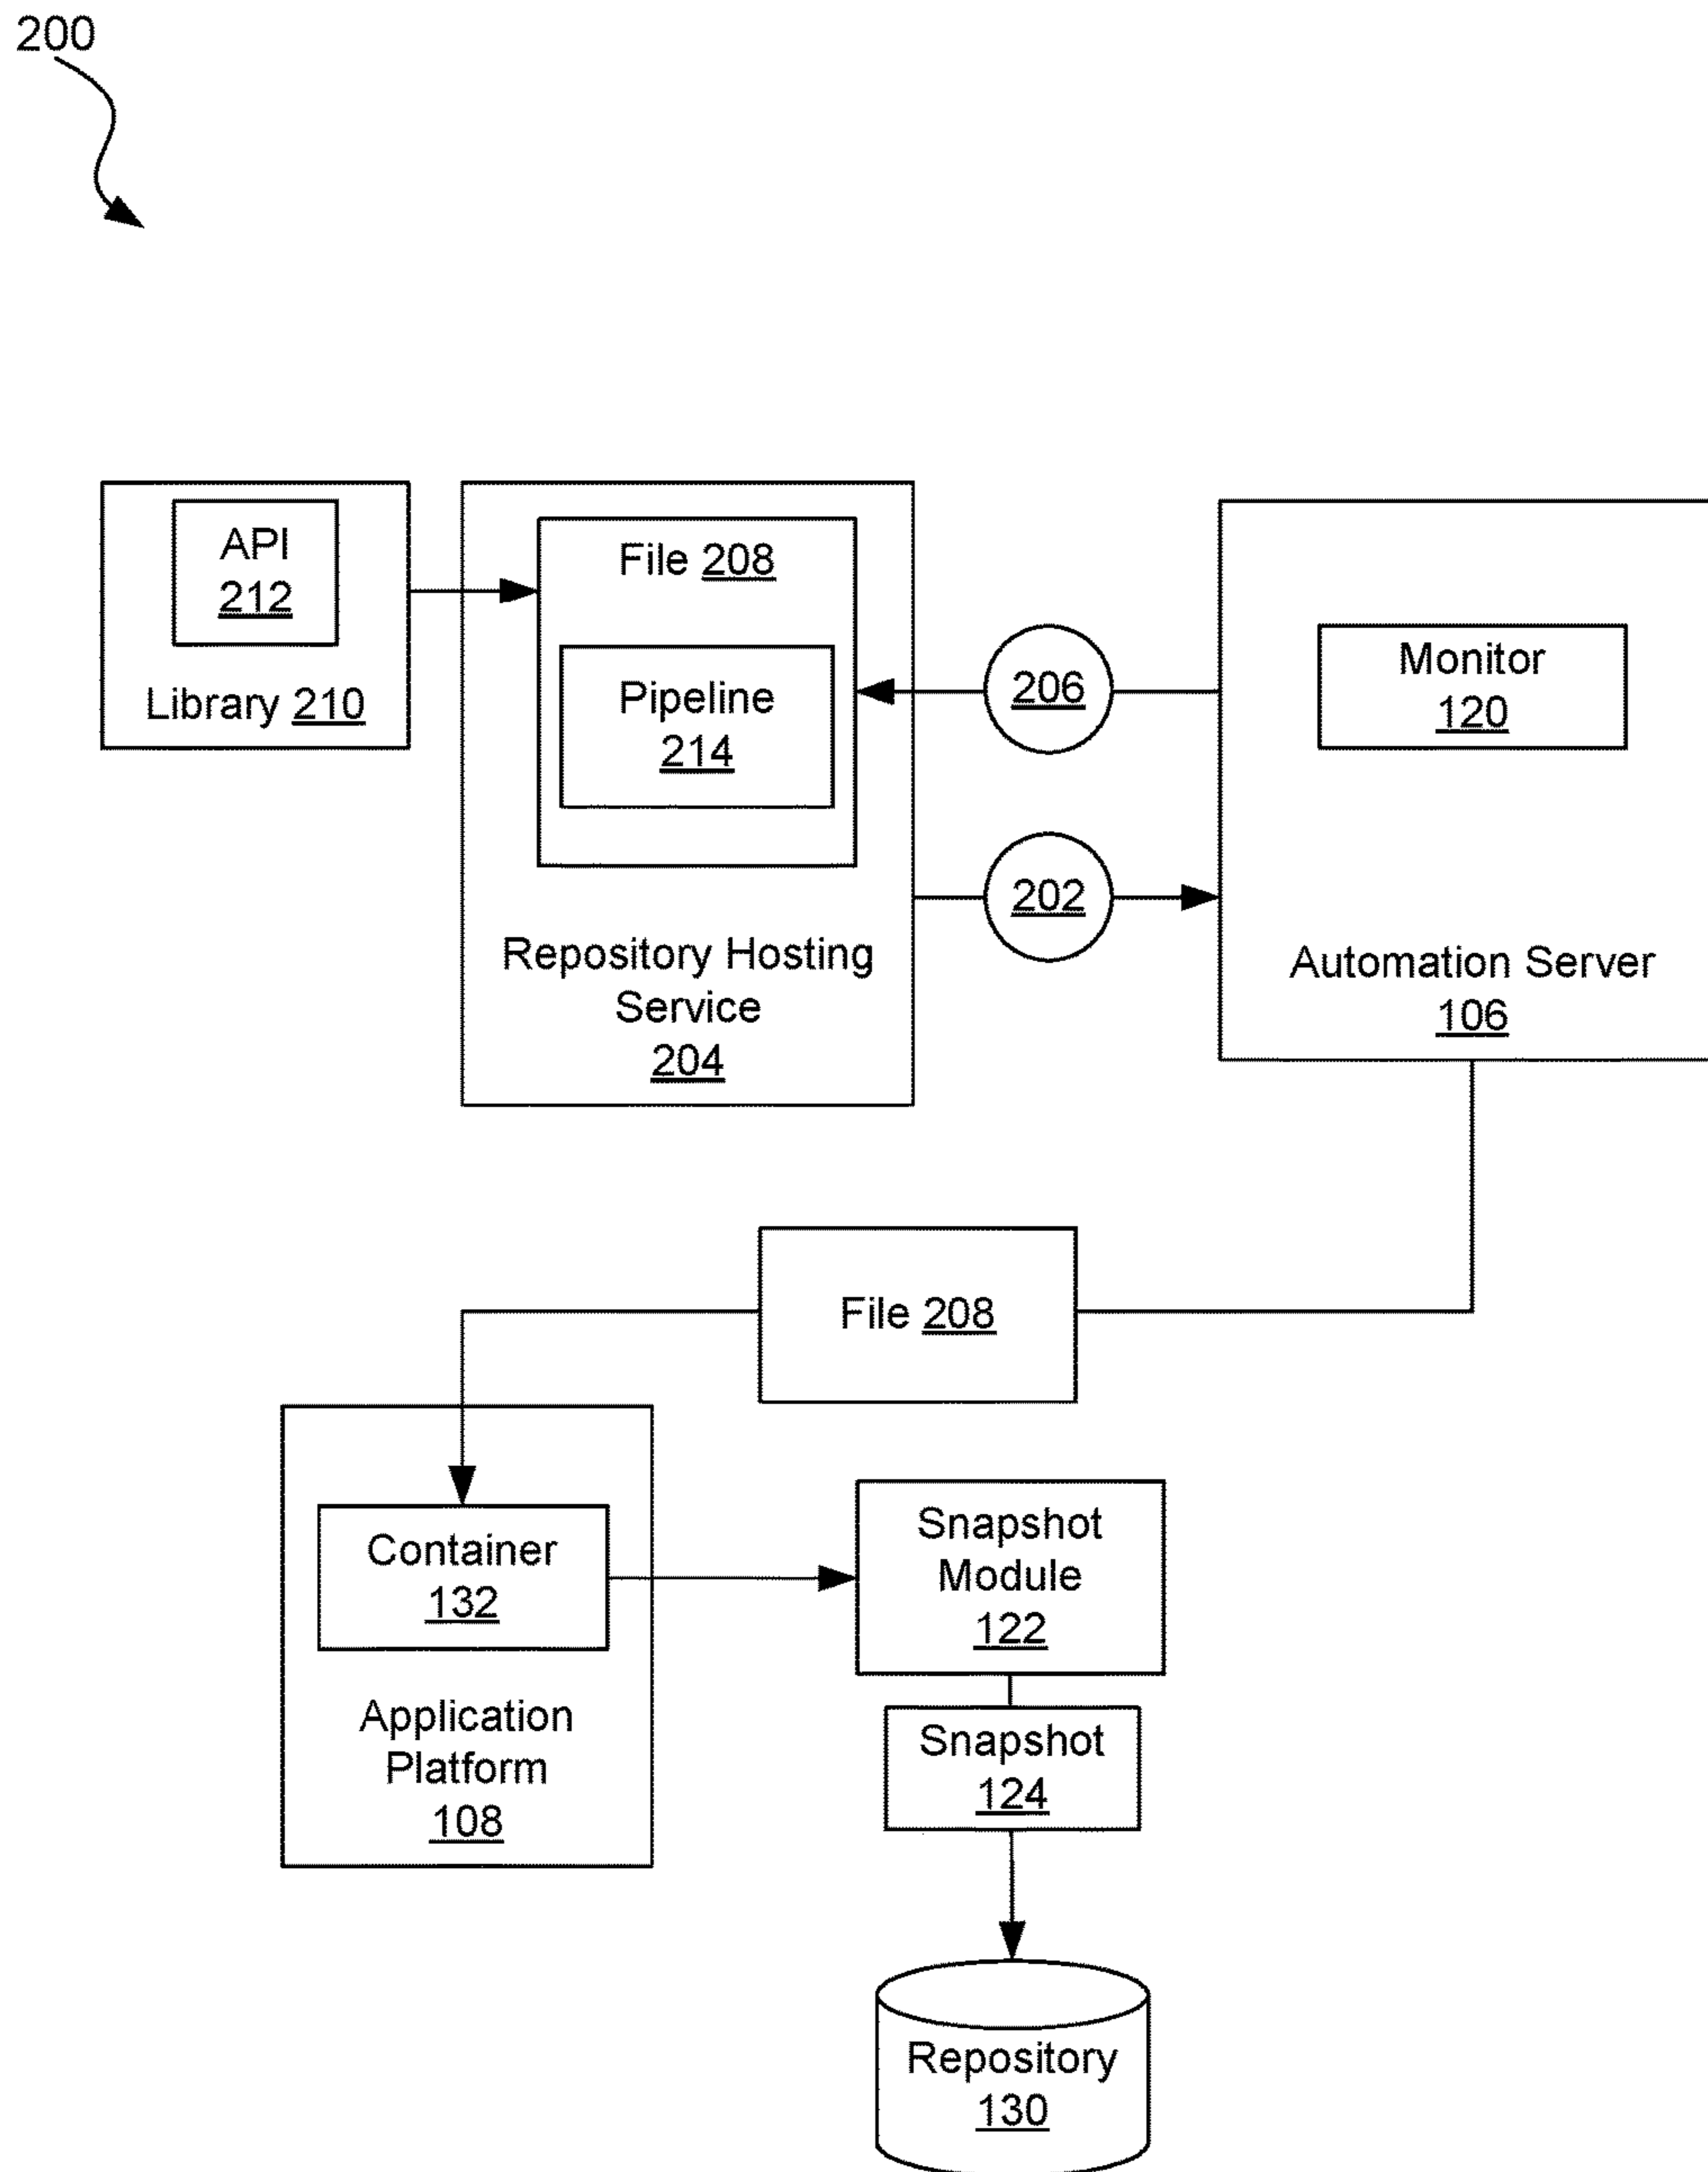 200
API
212
Library 210
File 208
Pipeline
214
Repository Hosting
Service
204
206
202
Monitor
120
Automation Server
106
File 208
Container
132
Application
Platform
108
Snapshot
Module
122
Snapshot
124
Repository
130